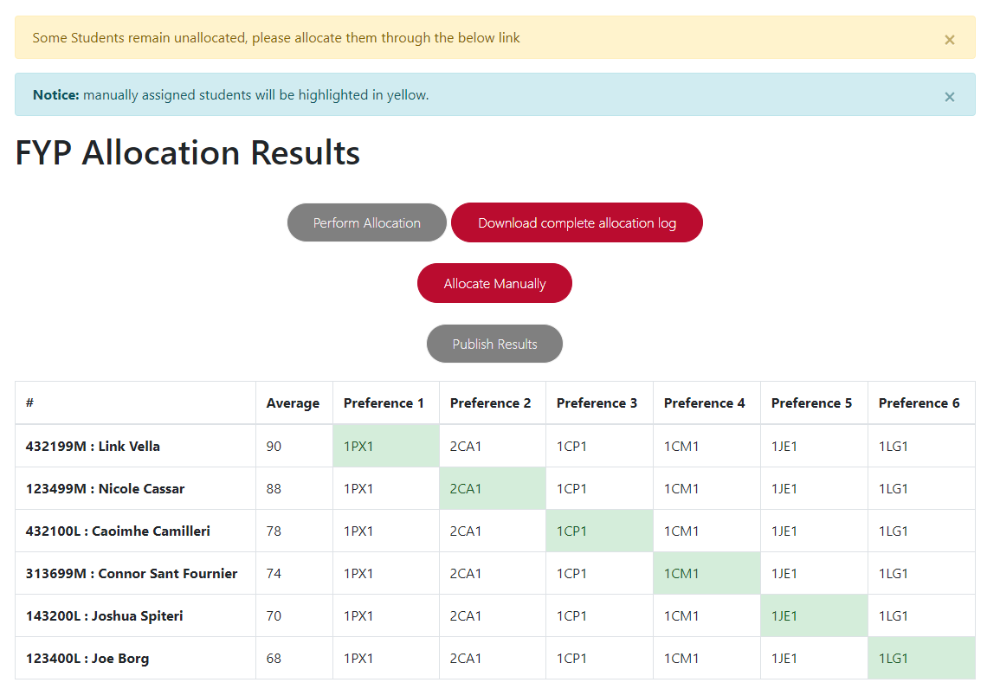 Some Students remain unallocated, please allocate them through the below link ×
Notice: manually assigned students will be highlighted in yellow. ×
FYP Allocation Results
Perform Allocation Download complete allocation log
Allocate Manually
Publish Results
# Average Preference 1 Preference 2 Preference 3 Preference 4 Preference 5 Preference 6
432199M : Link Vella 90 1PX1 2CA1 1CP1 1CM1 1JE1 1LG1
123499M : Nicole Cassar 88 1PX1 2CA1 1CP1 1CM1 1JE1 1LG1
432100L : Caoimhe Camilleri 78 1PX1 2CA1 1CP1 1CM1 1JE1 1LG1
313699M : Connor Sant Fournier 74 1PX1 2CA1 1CP1 1CM1 1JE1 1LG1
143200L : Joshua Spiteri 70 1PX1 2CA1 1CP1 1CM1 1JE1 1LG1
123400L : Joe Borg 68 1PX1 2CA1 1CP1 1CM1 1JE1 1LG1